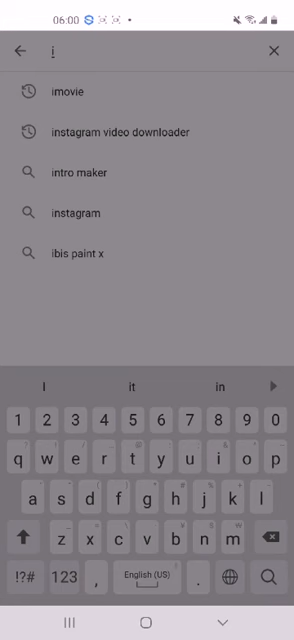 06:00
i
imovie
instagram video downloader
intro maker
instagram
ibis paint x
I it in
1 2 3 4 5 6 7 8 9 0
q w e r t y u i o p
a s d f g h j k l
z x c v b n m
!?# 123 , English (US) .